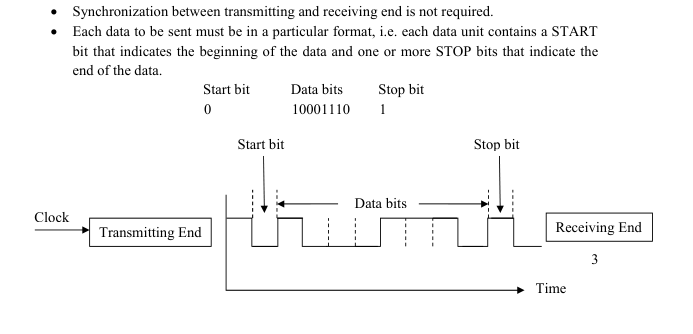 • Synchronization between transmitting and receiving end is not required.
• Each data to be sent must be in a particular format, i.e. each data unit contains a START
bit that indicates the beginning of the data and one or more STOP bits that indicate the
end of the data.
Start bit Data bits Stop bit
0 10001110 1
Start bit Stop bit
Data bits
Clock
Transmitting End
Receiving End
3
Time